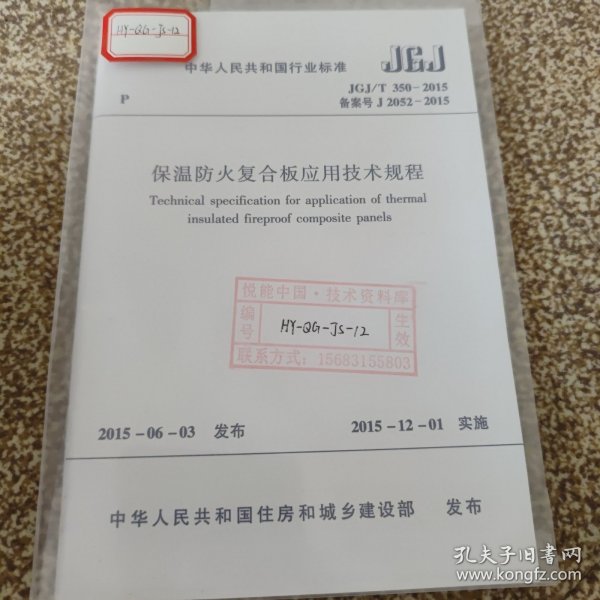 HY-QG-JS-12
中华人民共和国行业标准 JGJ
P
JGJ/T 350-2015
备案号 J 2052-2015
保温防火复合板应用技术规程
Technical specification for application of thermal
insulated fireproof composite panels
悦能中国·技术资料库
编号 HY-QG-JS-12 生效
联系方式: 15683155803
2015-06-03 发布 2015-12-01 实施
中华人民共和国住房和城乡建设部 发布
孔夫子旧书网
www.kongfz.com